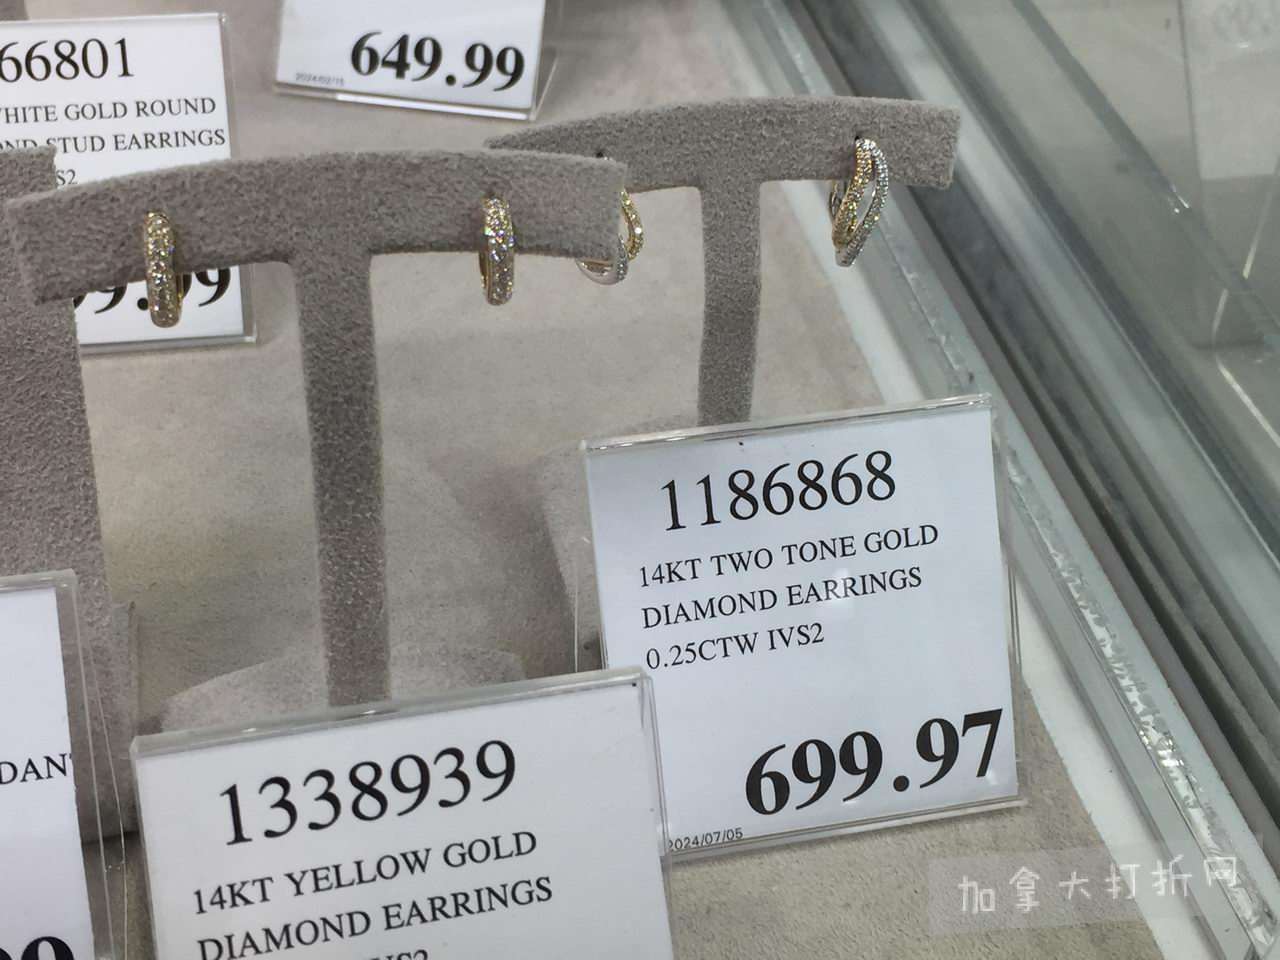 66801
WHITE GOLD ROUND
STUD EARRINGS
649.99
2024/02/15
1186868
14KT TWO TONE GOLD
DIAMOND EARRINGS
0.25CTW IVS2
699.97
2024/07/05
1338939
14KT YELLOW GOLD
DIAMOND EARRINGS
加拿大打折网